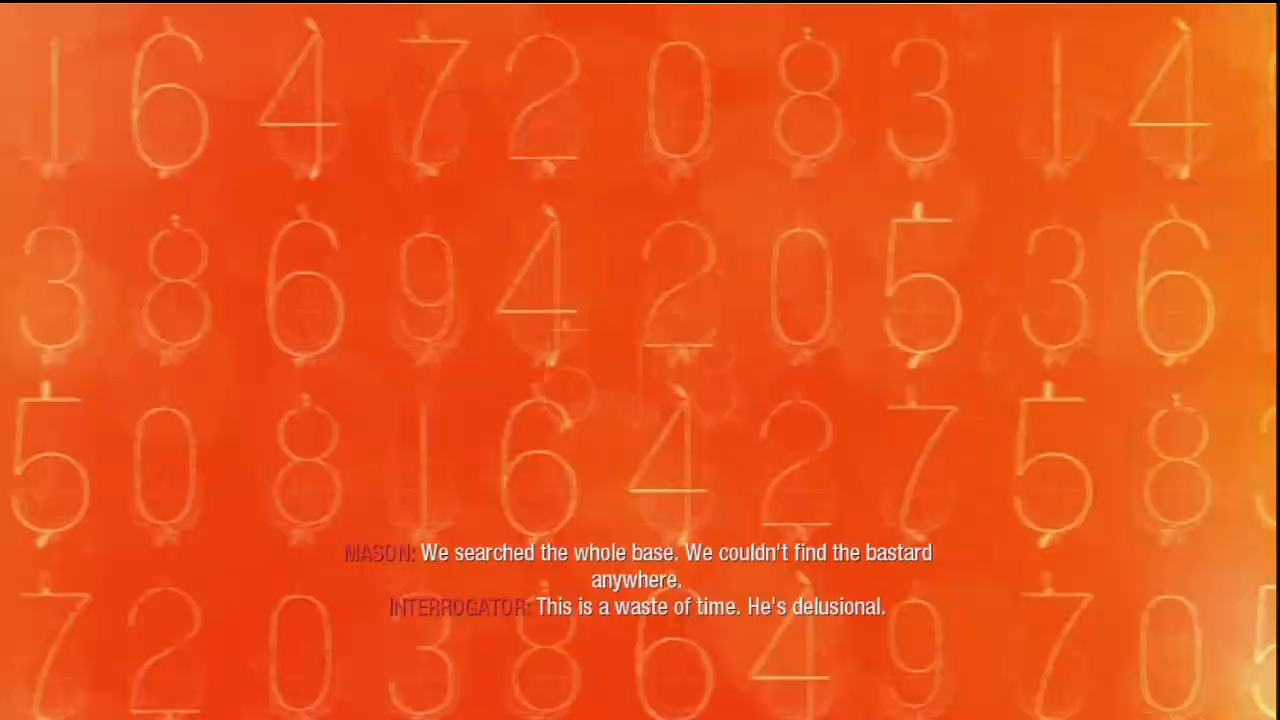 1 6 4 7 2 0 8 3 1 4
3 8 6 9 4 2 0 5 3 6
5 0 8 1 6 4 2 7 5 8
MASON: We searched the whole base. We couldn't find the bastard
anywhere.
INTERROGATOR: This is a waste of time. He's delusional.
7 2 0 3 8 6 4 9 7 0 5